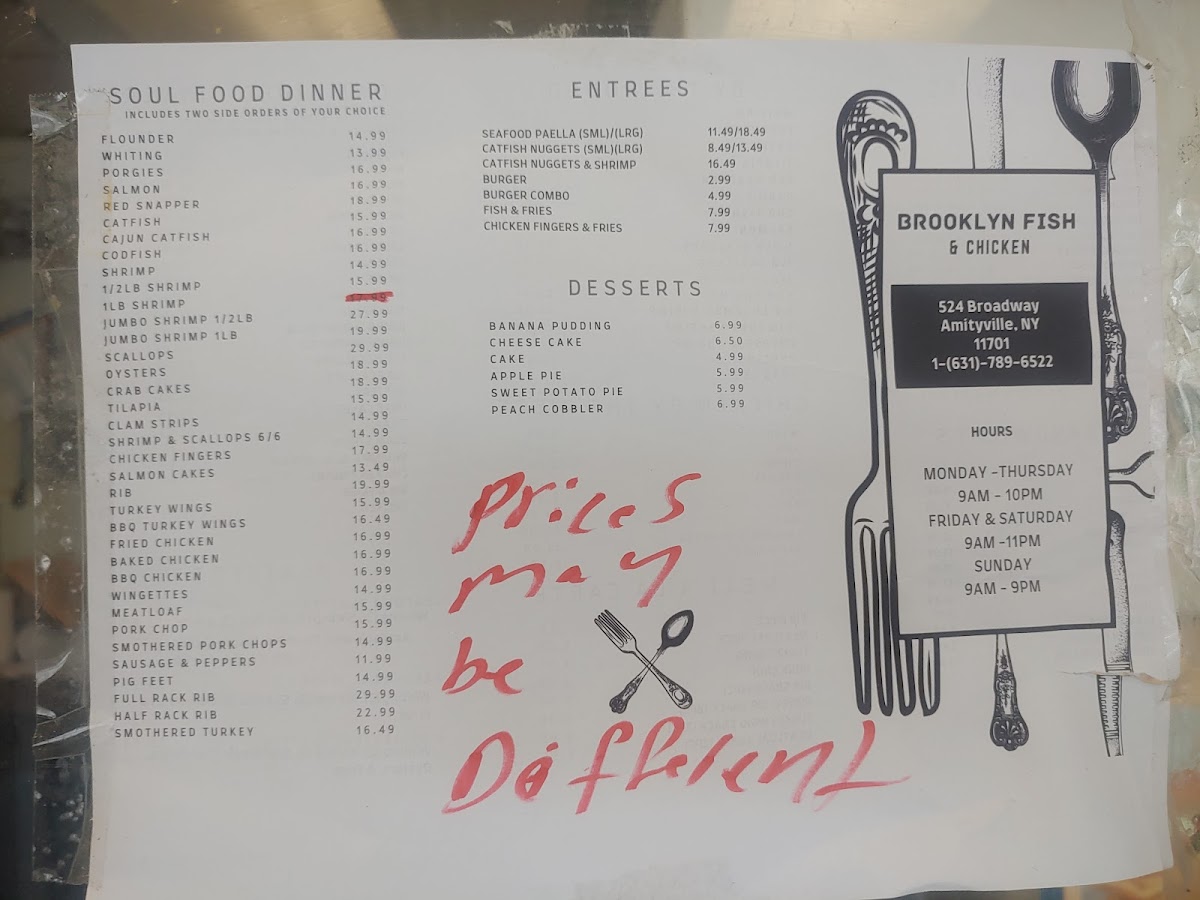 SOUL FOOD DINNER
INCLUDES TWO SIDE ORDERS OF YOUR CHOICE
FLOUNDER 14.99
WHITING 13.99
PORGIES 16.99
SALMON 16.99
RED SNAPPER 18.99
CATFISH 15.99
CAJUN CATFISH 16.99
CODFISH 16.99
SHRIMP 14.99
1/2LB SHRIMP 15.99
1LB SHRIMP 17.99
JUMBO SHRIMP 1/2LB 27.99
JUMBO SHRIMP 1LB 19.99
SCALLOPS 29.99
OYSTERS 18.99
CRAB CAKES 18.99
TILAPIA 15.99
CLAM STRIPS 14.99
SHRIMP & SCALLOPS 6/6 14.99
CHICKEN FINGERS 17.99
SALMON CAKES 13.49
RIB 19.99
TURKEY WINGS 15.99
BBQ TURKEY WINGS 16.49
FRIED CHICKEN 16.99
BAKED CHICKEN 16.99
BBQ CHICKEN 16.99
WINGETTES 14.99
MEATLOAF 15.99
PORK CHOP 15.99
SMOTHERED PORK CHOPS 14.99
SAUSAGE & PEPPERS 11.99
PIG FEET 14.99
FULL RACK RIB 29.99
HALF RACK RIB 22.99
SMOTHERED TURKEY 16.49
ENTREES
SEAFOOD PAELLA (SML)/(LRG) 11.49/18.49
CATFISH NUGGETS (SML)(LRG) 8.49/13.49
CATFISH NUGGETS & SHRIMP 16.49
BURGER 2.99
BURGER COMBO 4.99
FISH & FRIES 7.99
CHICKEN FINGERS & FRIES 7.99
DESSERTS
BANANA PUDDING 6.99
CHEESE CAKE 6.50
CAKE 4.99
APPLE PIE 5.99
SWEET POTATO PIE 5.99
PEACH COBBLER 6.99
Prices
may
be
Different
BROOKLYN FISH
& CHICKEN
524 Broadway
Amityville, NY
11701
1-(631)-789-6522
HOURS
MONDAY -THURSDAY
9AM - 10PM
FRIDAY & SATURDAY
9AM -11PM
SUNDAY
9AM - 9PM